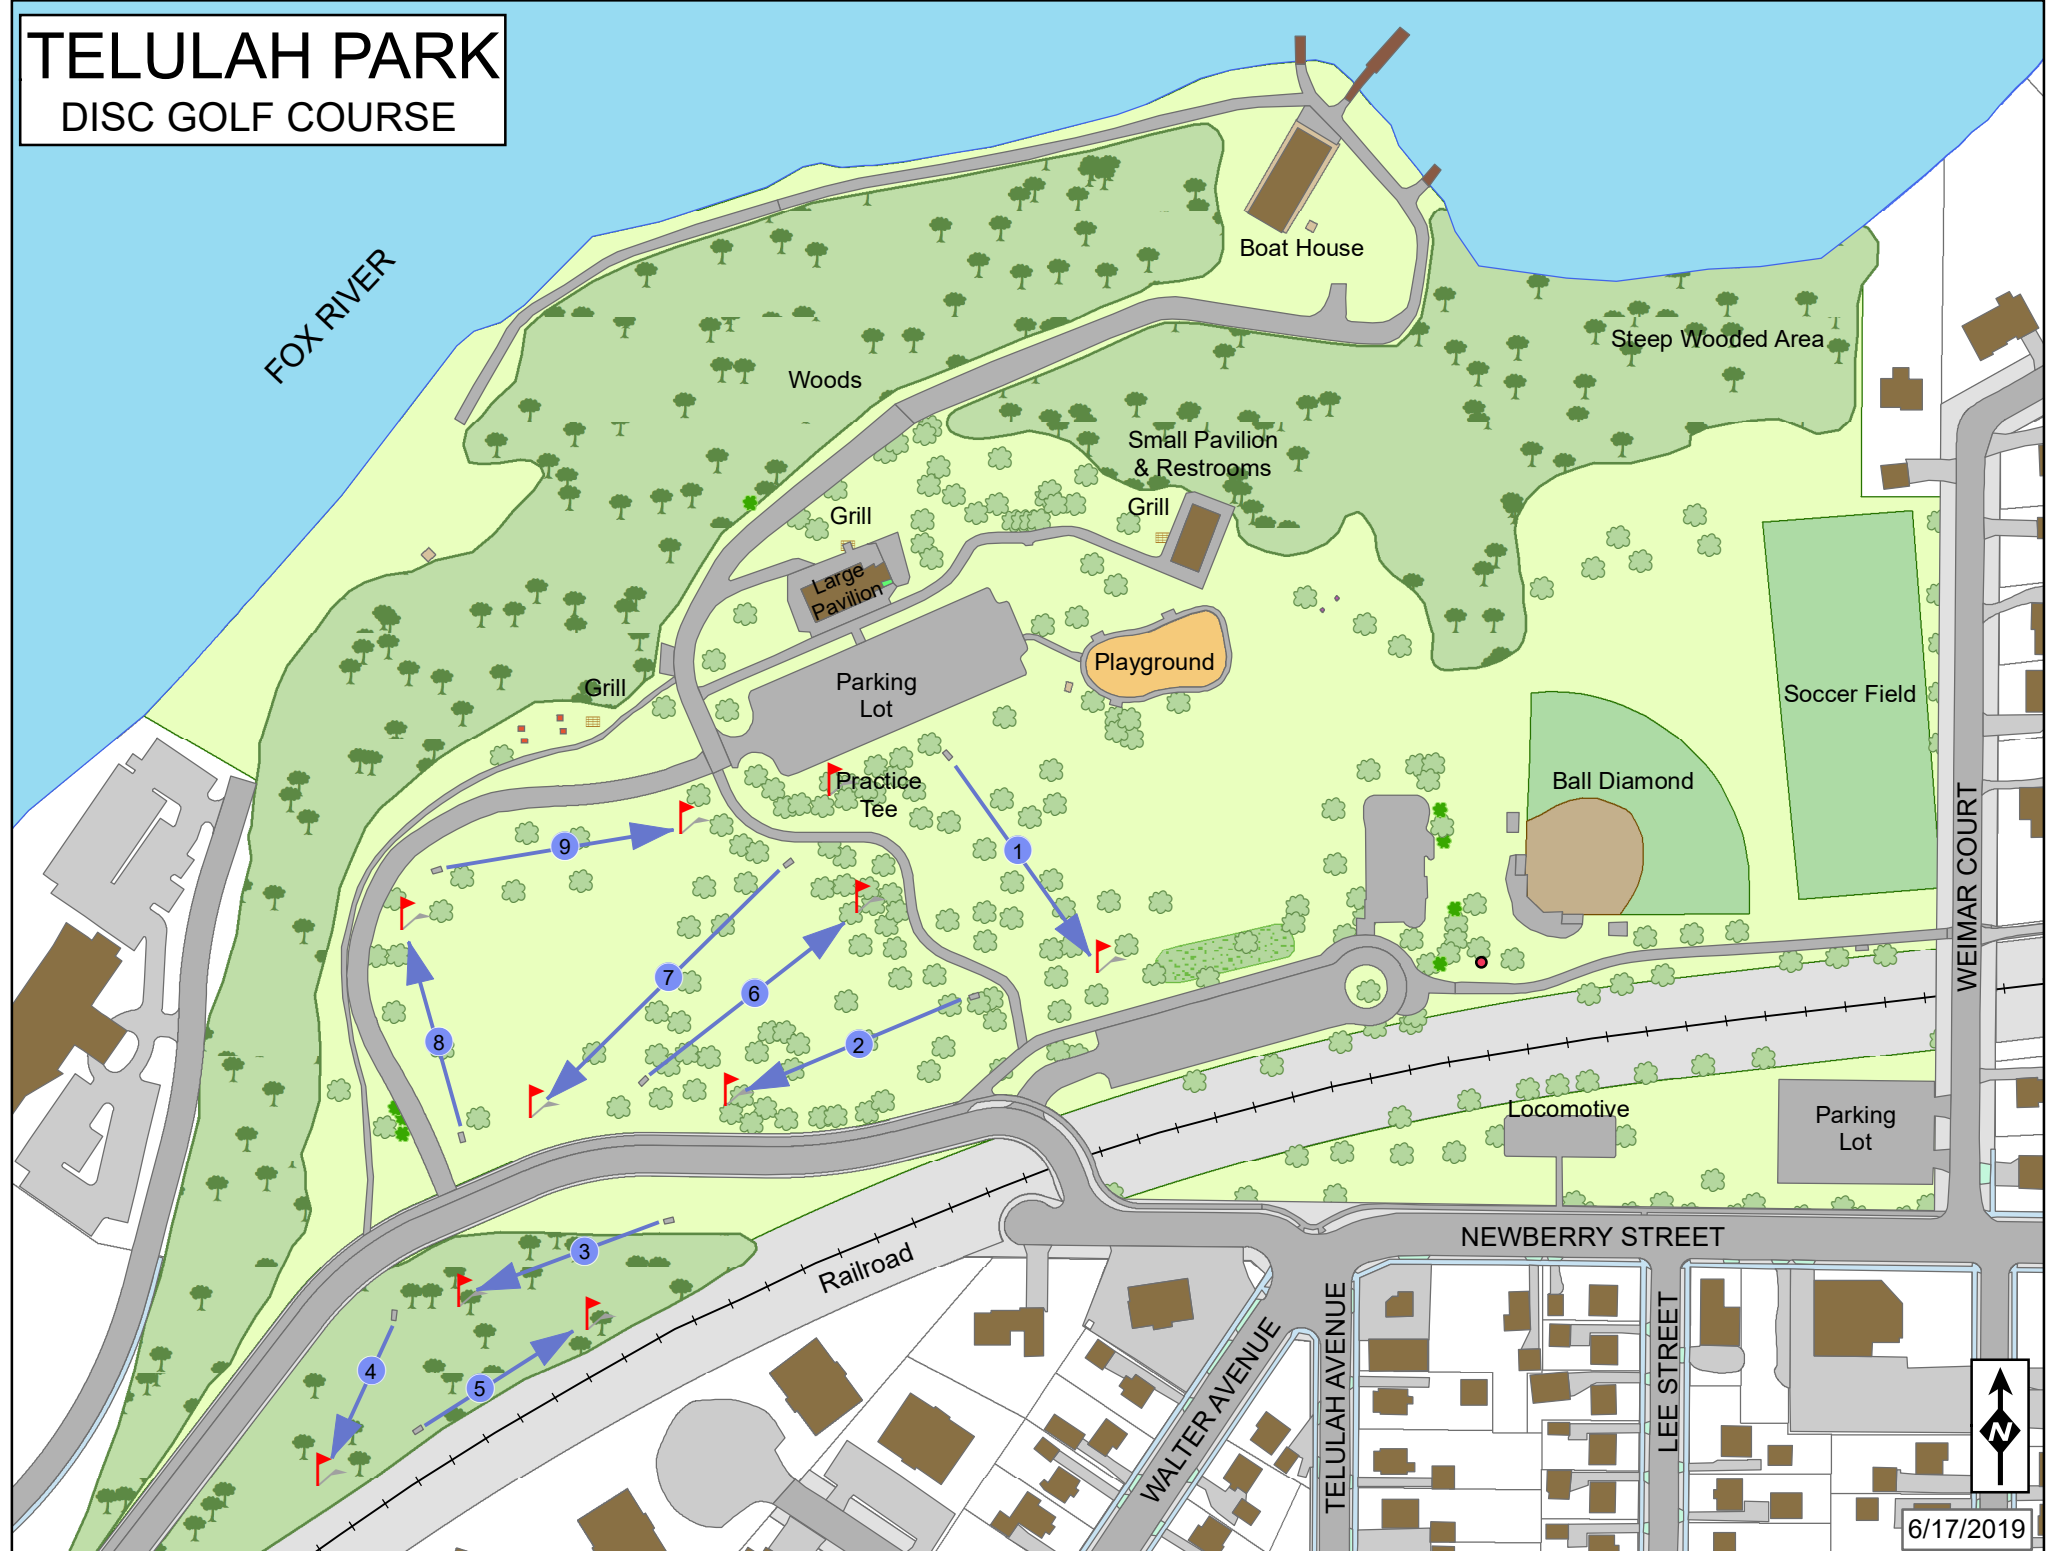 TELULAH PARK
DISC GOLF COURSE
FOX RIVER
Boat House
Steep Wooded Area
Woods
Small Pavilion
& Restrooms
Grill
Grill
Large
Pavilion
Playground
Parking
Lot
Grill
Soccer Field
Ball Diamond
Practice
Tee
9
1
7
6
8
2
WEIMAR COURT
Locomotive
Parking
Lot
NEWBERRY STREET
Railroad
3
4
5
WALTER AVENUE
TELULAH AVENUE
LEE STREET
N
6/17/2019